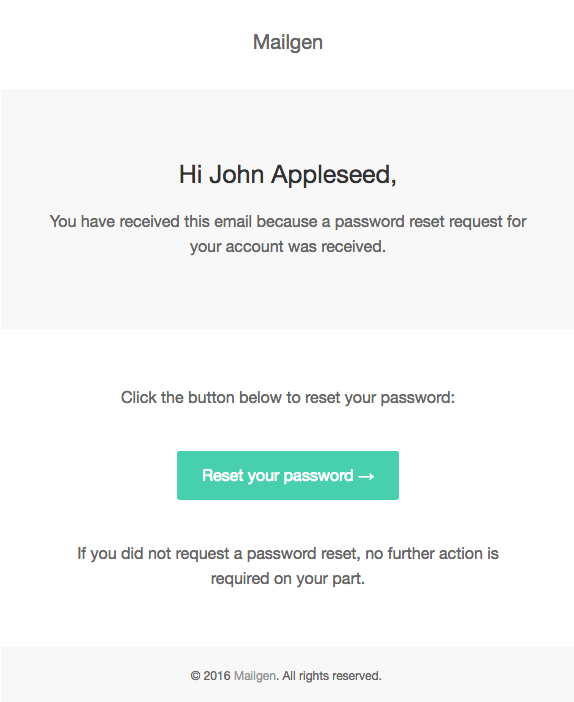 Mailgen
Hi John Appleseed,
You have received this email because a password reset request for
your account was received.
Click the button below to reset your password:
Reset your password →
If you did not request a password reset, no further action is
required on your part.
© 2016 Mailgen. All rights reserved.